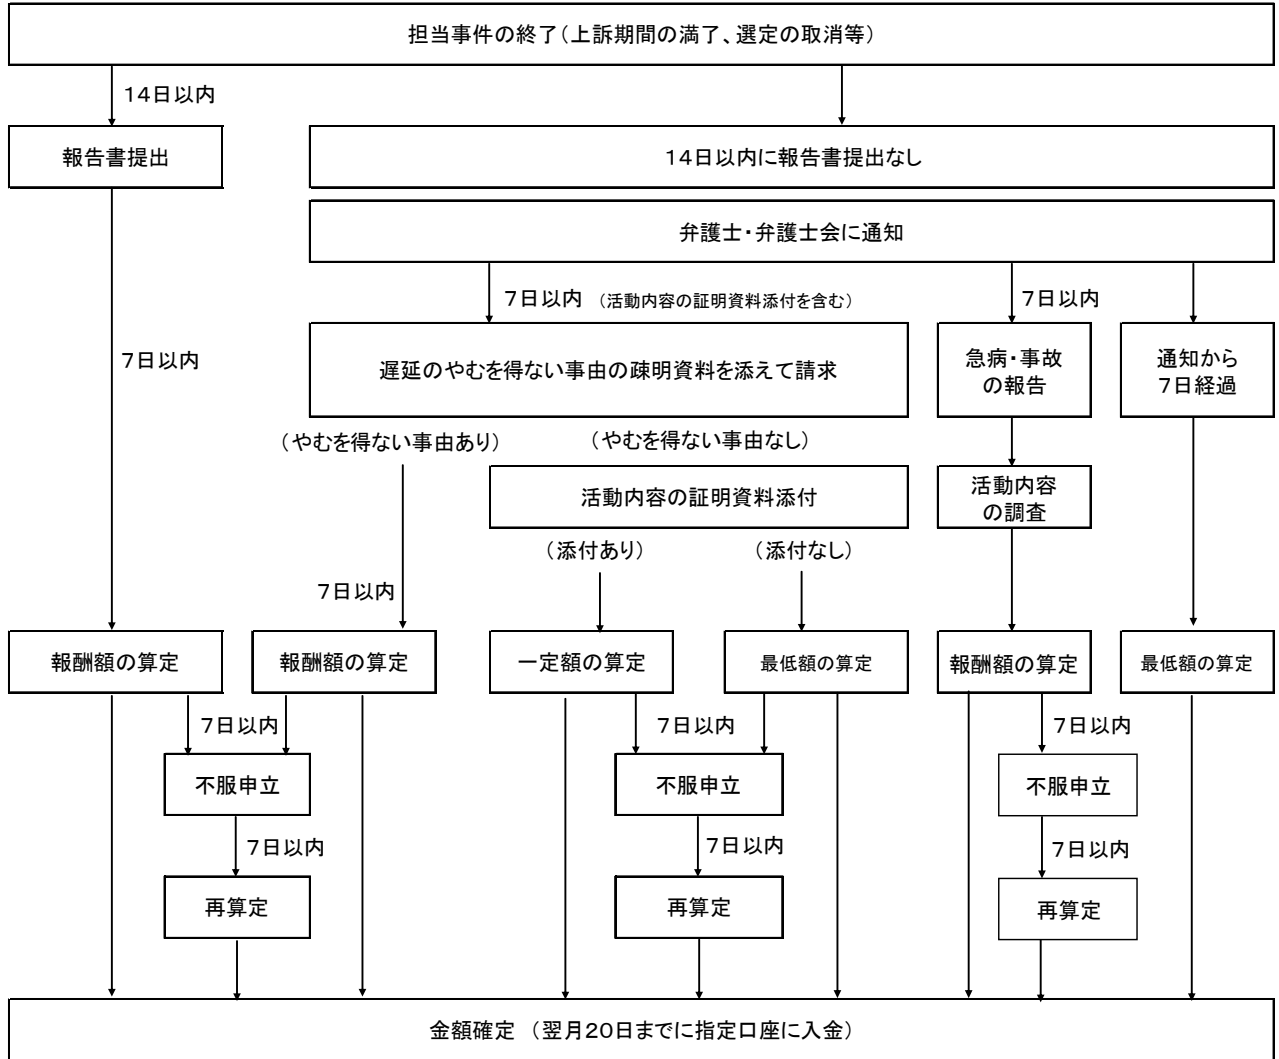 担当事件の終了（上訴期間の満了、選定の取消等）
14日以内
報告書提出
14日以内に報告書提出なし
弁護士・弁護士会に通知
7日以内 （活動内容の証明資料添付を含む）
7日以内
7日以内
遅延のやむを得ない事由の疎明資料を添えて請求
急病・事故
の報告
通知から
7日経過
（やむを得ない事由あり）
（やむを得ない事由なし）
活動内容の証明資料添付
活動内容
の調査
（添付あり）
（添付なし）
7日以内
報酬額の算定
報酬額の算定
一定額の算定
最低額の算定
報酬額の算定
最低額の算定
7日以内
7日以内
7日以内
不服申立
不服申立
不服申立
7日以内
7日以内
7日以内
再算定
再算定
再算定
金額確定 （翌月20日までに指定口座に入金）